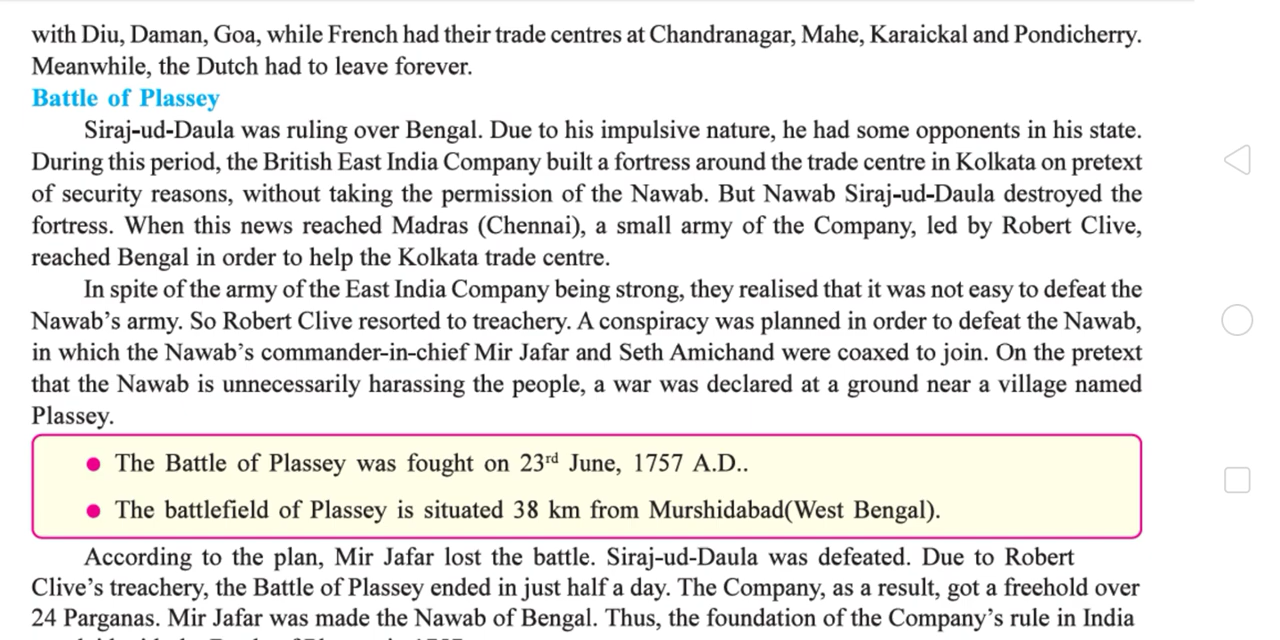 with Diu, Daman, Goa, while French had their trade centres at Chandranagar, Mahe, Karaickal and Pondicherry.
Meanwhile, the Dutch had to leave forever.
Battle of Plassey
Siraj-ud-Daula was ruling over Bengal. Due to his impulsive nature, he had some opponents in his state.
During this period, the British East India Company built a fortress around the trade centre in Kolkata on pretext
of security reasons, without taking the permission of the Nawab. But Nawab Siraj-ud-Daula destroyed the
fortress. When this news reached Madras (Chennai), a small army of the Company, led by Robert Clive,
reached Bengal in order to help the Kolkata trade centre.
In spite of the army of the East India Company being strong, they realised that it was not easy to defeat the
Nawab’s army. So Robert Clive resorted to treachery. A conspiracy was planned in order to defeat the Nawab,
in which the Nawab’s commander-in-chief Mir Jafar and Seth Amichand were coaxed to join. On the pretext
that the Nawab is unnecessarily harassing the people, a war was declared at a ground near a village named
Plassey.
● The Battle of Plassey was fought on 23rd June, 1757 A.D..
● The battlefield of Plassey is situated 38 km from Murshidabad(West Bengal).
According to the plan, Mir Jafar lost the battle. Siraj-ud-Daula was defeated. Due to Robert
Clive’s treachery, the Battle of Plassey ended in just half a day. The Company, as a result, got a freehold over
24 Parganas. Mir Jafar was made the Nawab of Bengal. Thus, the foundation of the Company’s rule in India